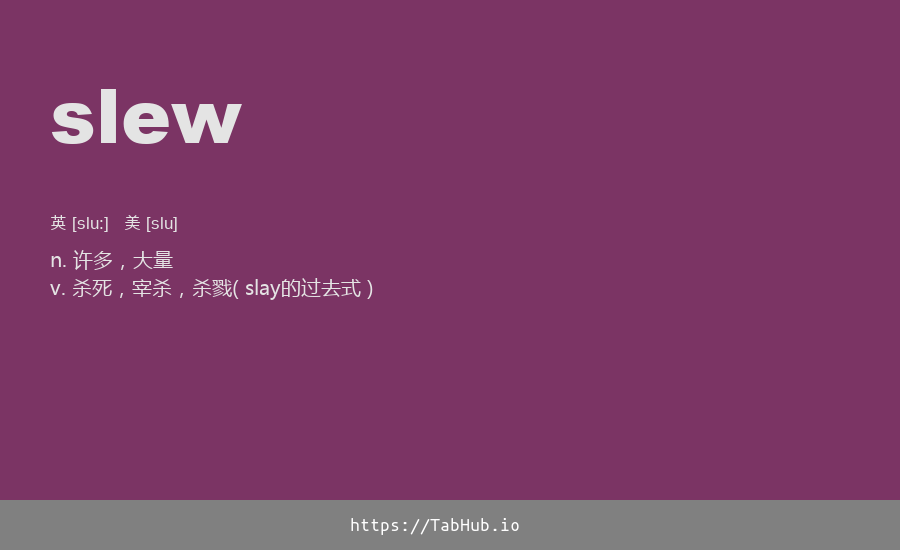 slew
英 [slu:] 美 [slu]
n. 许多，大量
v. 杀死，宰杀，杀戮( slay的过去式 )
https://TabHub.io